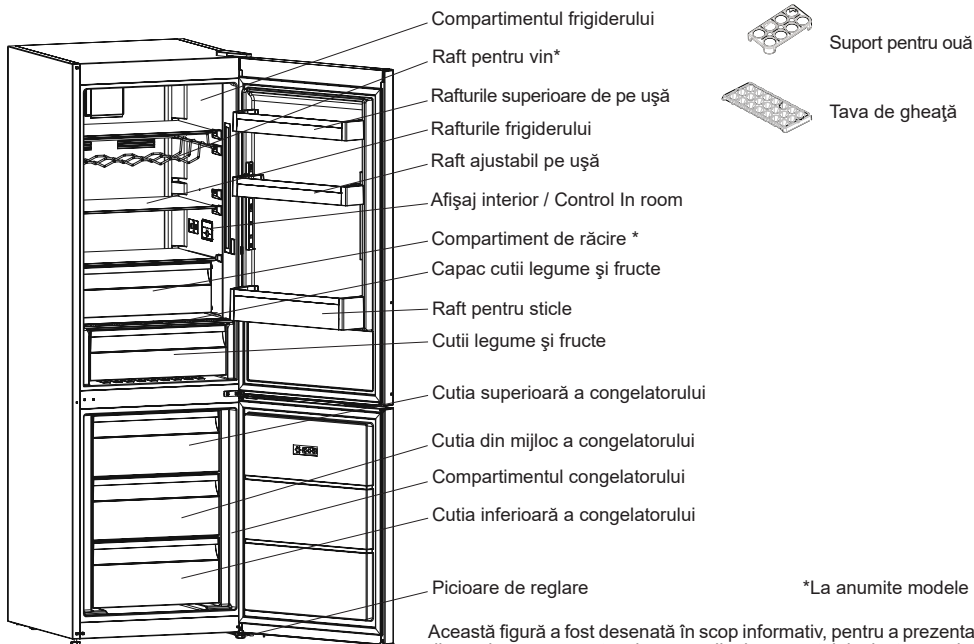 Compartimentul frigiderului
Raft pentru vin*
Rafturile superioare de pe uşă
Rafturile frigiderului
Raft ajustabil pe uşă
Afişaj interior / Control In room
Compartiment de răcire *
Capac cutii legume şi fructe
Raft pentru sticle
Cutii legume şi fructe
Cutia superioară a congelatorului
Cutia din mijloc a congelatorului
Compartimentul congelatorului
Cutia inferioară a congelatorului
Picioare de reglare
Suport pentru ouă
Tava de gheaţă
*La anumite modele
Această figură a fost desenată în scop informativ, pentru a prezenta